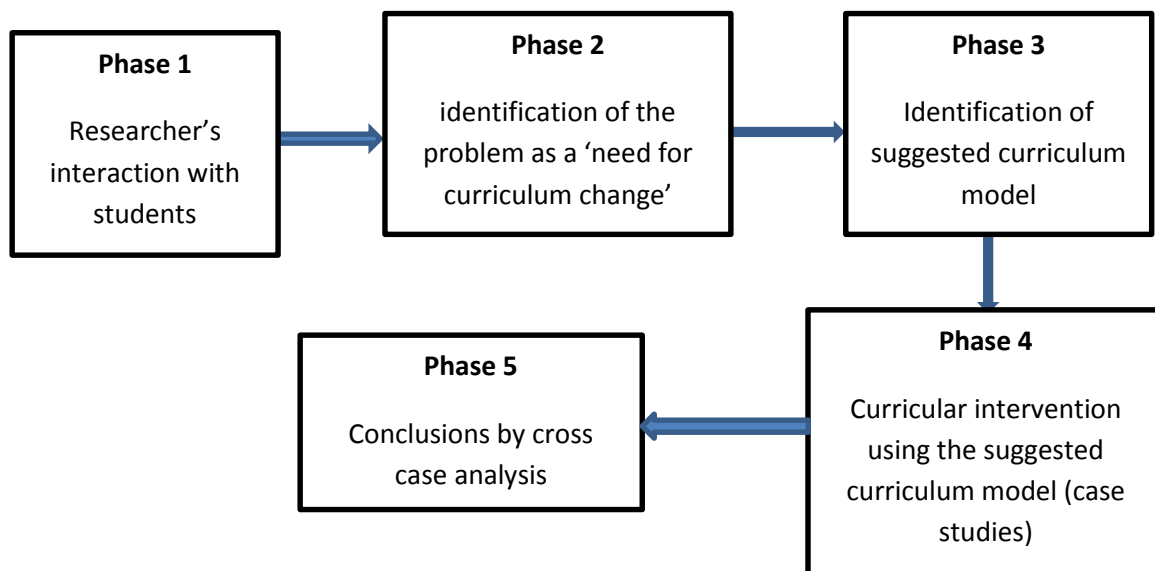 Phase 1
Researcher’s
interaction with
students
Phase 2
identification of the
problem as a ‘need for
curriculum change’
Phase 3
Identification of
suggested curriculum
model
Phase 4
Curricular intervention
using the suggested
curriculum model (case
studies)
Phase 5
Conclusions by cross
case analysis